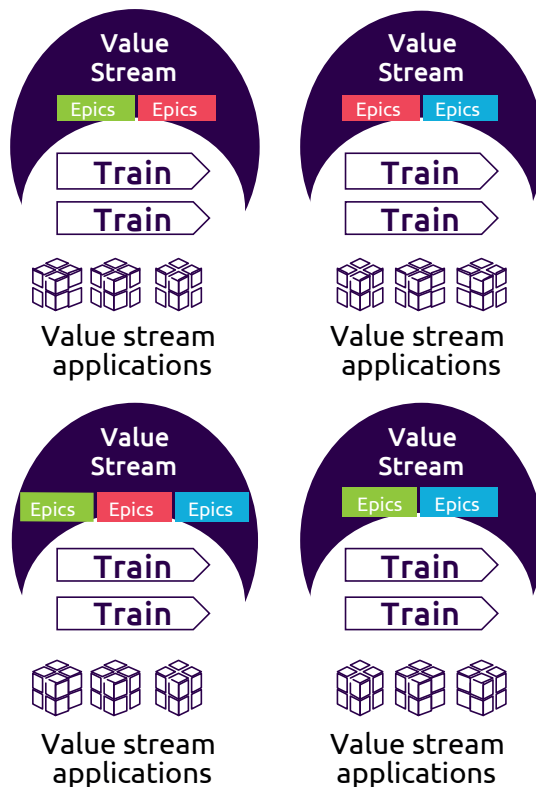 Value
Stream
Epics Epics
Train
Train
Value stream
applications
Value
Stream
Epics Epics
Train
Train
Value stream
applications
Value
Stream
Epics Epics Epics
Train
Train
Value stream
applications
Value
Stream
Epics Epics
Train
Train
Value stream
applications